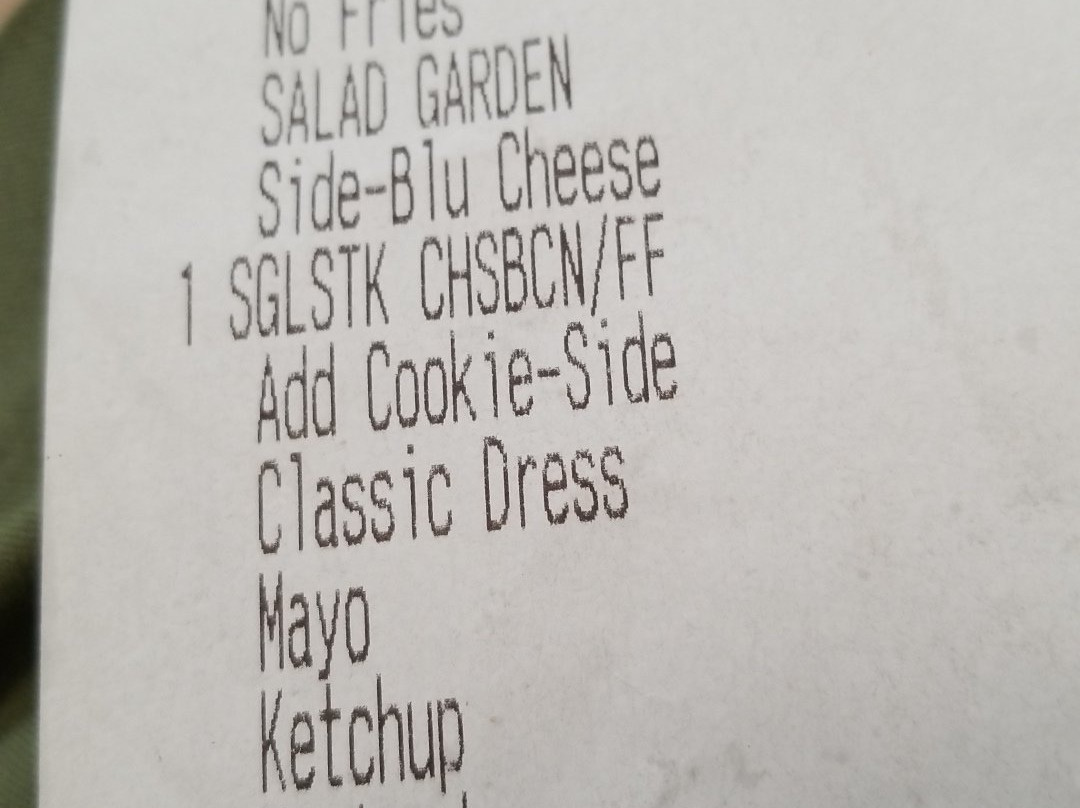 No Fries
SALAD GARDEN
Side-Blu Cheese
1 SGLSTK CHSBCN/FF
Add Cookie-Side
Classic Dress
Mayo
Ketchup